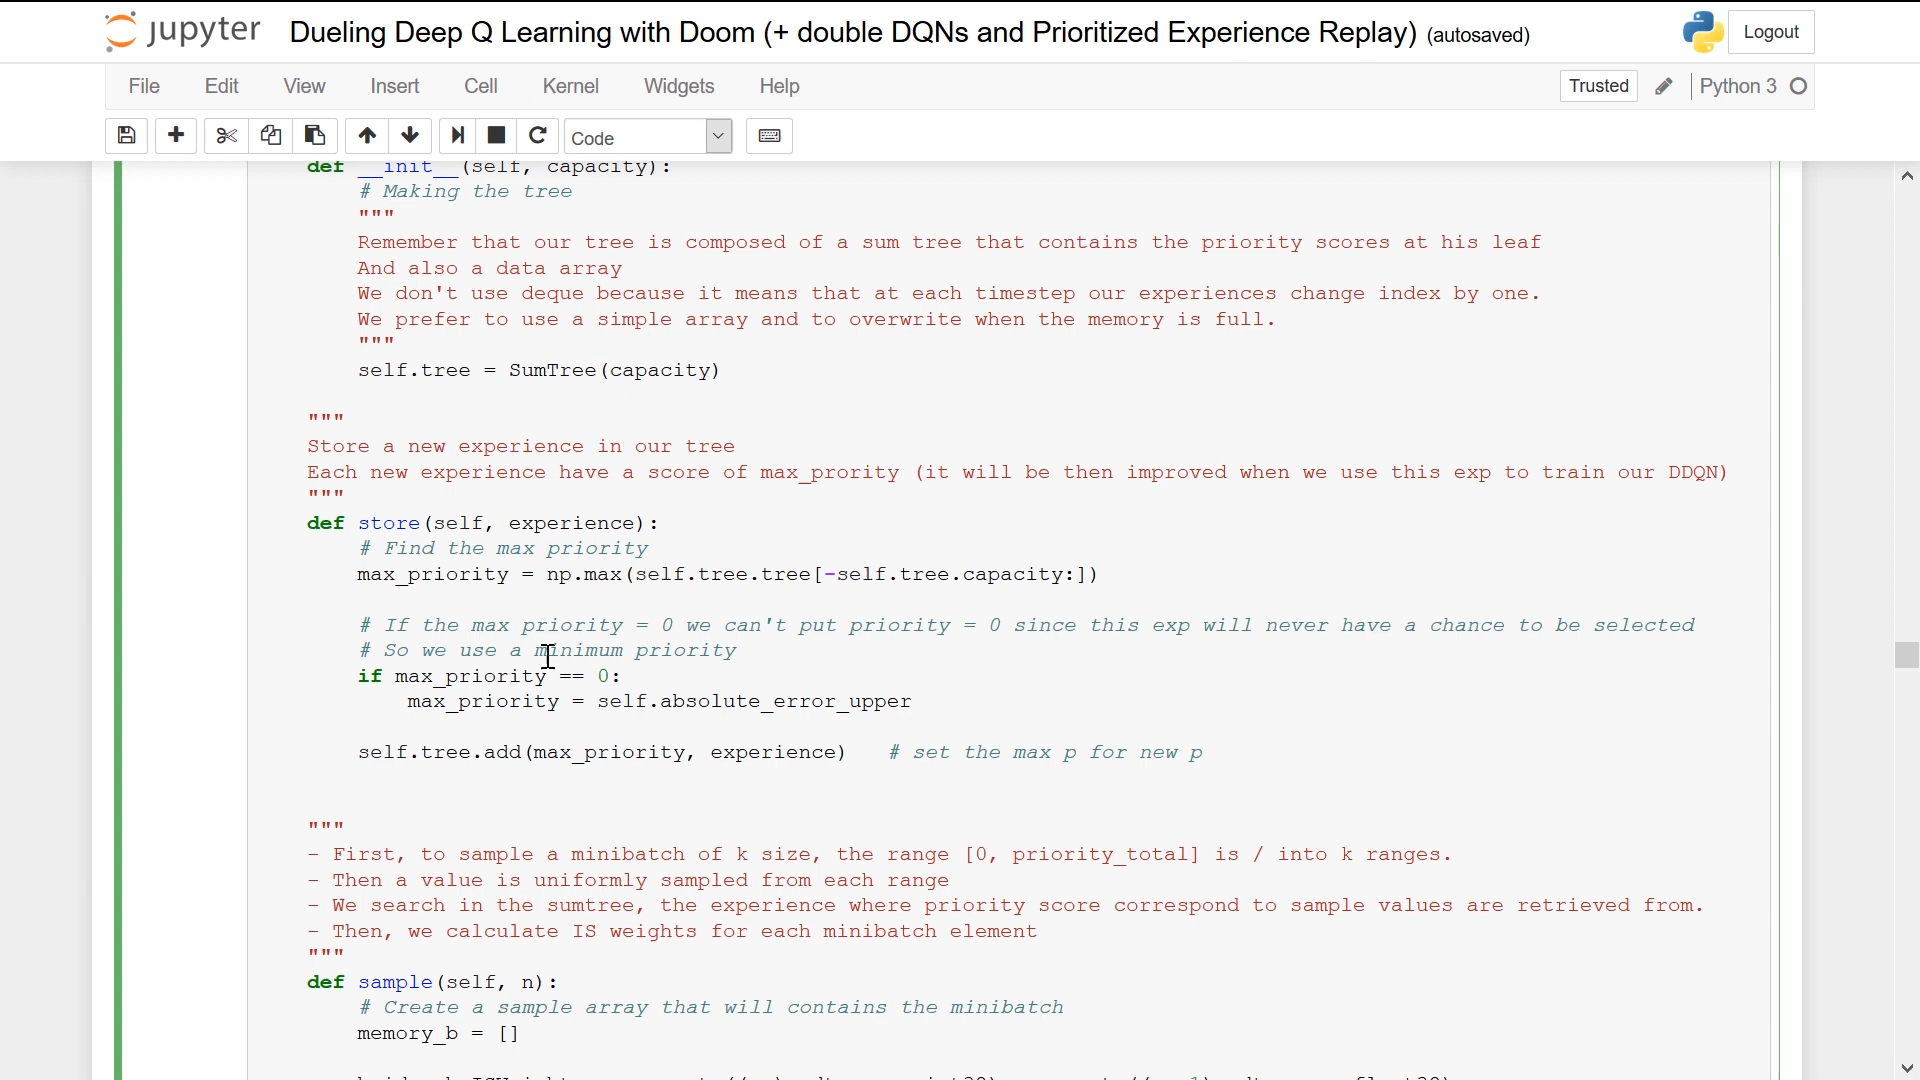 jupyter Dueling Deep Q Learning with Doom (+ double DQNs and Prioritized Experience Replay) (autosaved) Logout
File Edit View Insert Cell Kernel Widgets Help Trusted Python 3
Code
def __init__(self, capacity):
# Making the tree
"""
Remember that our tree is composed of a sum tree that contains the priority scores at his leaf
And also a data array
We don't use deque because it means that at each timestep our experiences change index by one.
We prefer to use a simple array and to overwrite when the memory is full.
"""
self.tree = SumTree(capacity)
"""
Store a new experience in our tree
Each new experience have a score of max_prority (it will be then improved when we use this exp to train our DDQN)
"""
def store(self, experience):
# Find the max priority
max_priority = np.max(self.tree.tree[-self.tree.capacity:])
# If the max priority = 0 we can't put priority = 0 since this exp will never have a chance to be selected
# So we use a minimum priority
if max_priority == 0:
max_priority = self.absolute_error_upper
self.tree.add(max_priority, experience) # set the max p for new p
"""
- First, to sample a minibatch of k size, the range [0, priority_total] is / into k ranges.
- Then a value is uniformly sampled from each range
- We search in the sumtree, the experience where priority score correspond to sample values are retrieved from.
- Then, we calculate IS weights for each minibatch element
"""
def sample(self, n):
# Create a sample array that will contains the minibatch
memory_b = []